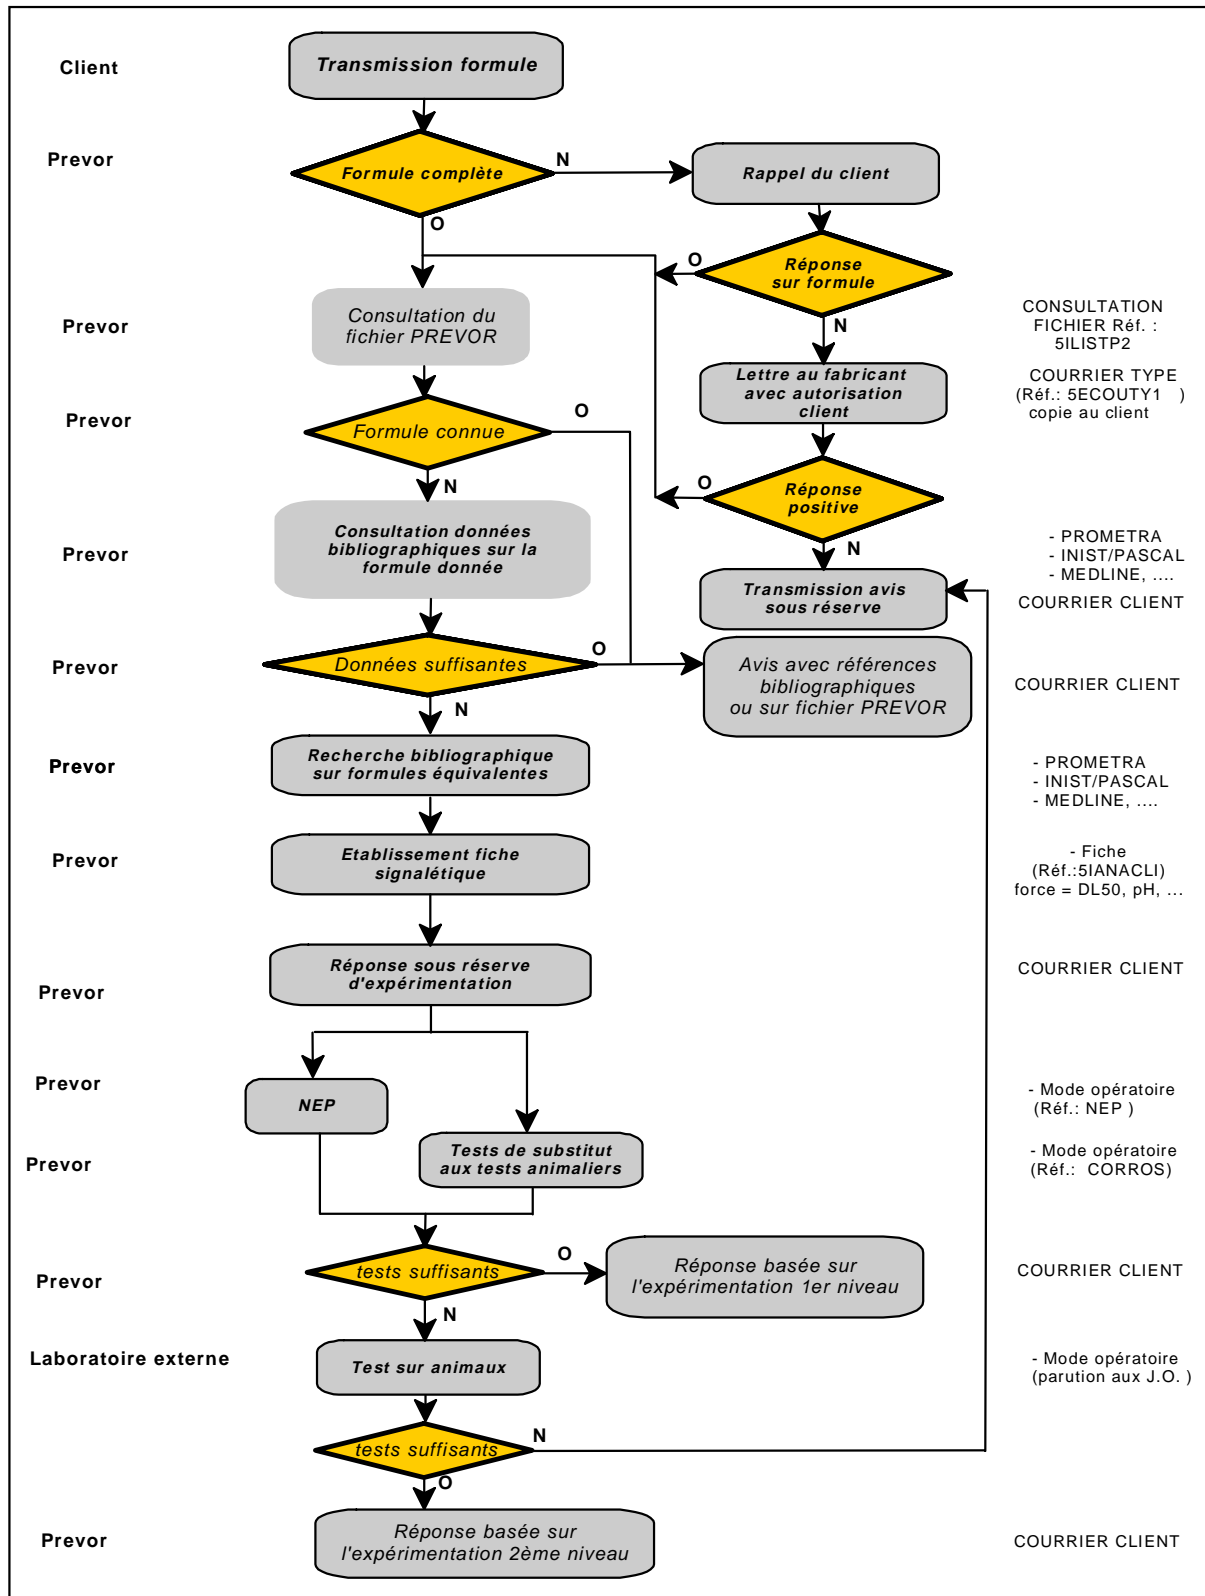 Client
Transmission formule
Prevor
Formule complète
N
Rappel du client
O
O
Réponse
sur formule
Prevor
Consultation du
fichier PREVOR
N
CONSULTATION
FICHIER Réf. :
5ILISTP2
Lettre au fabricant
avec autorisation
client
COURRIER TYPE
(Réf.: 5ECOUTY1 )
copie au client
Prevor
Formule connue
O
N
O
Réponse
positive
Prevor
Consultation données
bibliographiques sur la
formule donnée
N
- PROMETRA
- INIST/PASCAL
- MEDLINE, ....
Transmission avis
sous réserve
COURRIER CLIENT
Prevor
Données suffisantes
O
Avis avec références
bibliographiques
ou sur fichier PREVOR
COURRIER CLIENT
N
Prevor
Recherche bibliographique
sur formules équivalentes
- PROMETRA
- INIST/PASCAL
- MEDLINE, ....
Prevor
Etablissement fiche
signalétique
- Fiche
(Réf.:5IANACLI)
force = DL50, pH, ...
Prevor
Réponse sous réserve
d'expérimentation
COURRIER CLIENT
Prevor
NEP
- Mode opératoire
(Réf.: NEP )
Prevor
Tests de substitut
aux tests animaliers
- Mode opératoire
(Réf.: CORROS)
Prevor
tests suffisants
O
Réponse basée sur
l'expérimentation 1er niveau
COURRIER CLIENT
N
Laboratoire externe
Test sur animaux
- Mode opératoire
(parution aux J.O. )
tests suffisants
N
O
Prevor
Réponse basée sur
l'expérimentation 2ème niveau
COURRIER CLIENT